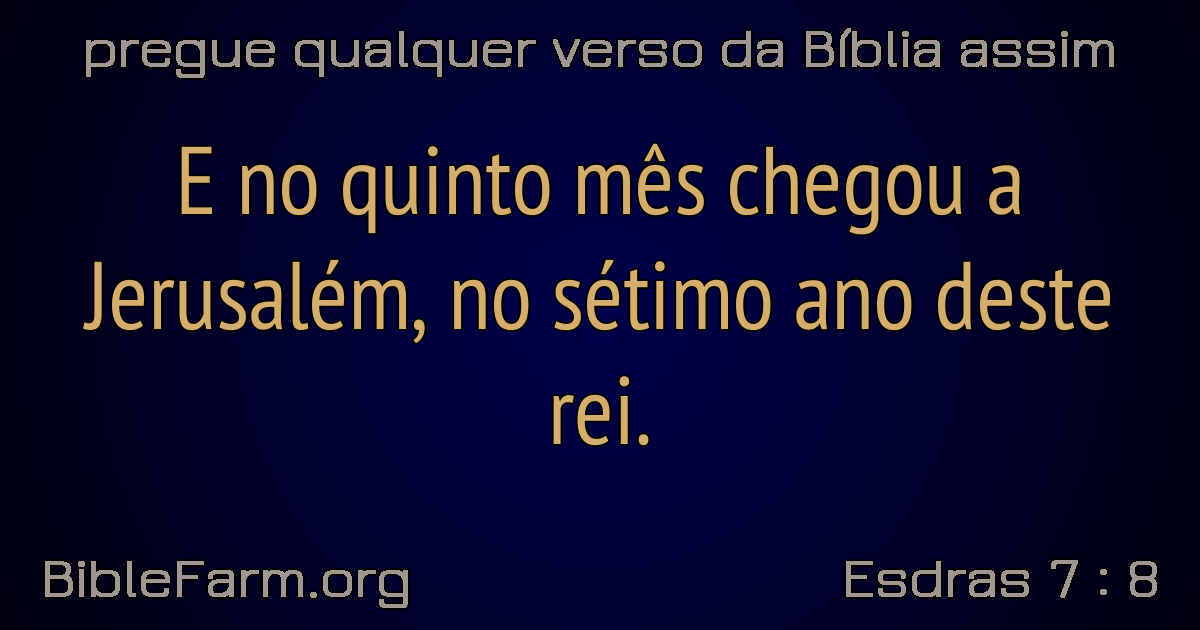 pregue qualquer verso da Bíblia assim
E no quinto mês chegou a
Jerusalém, no sétimo ano deste
rei.
BibleFarm.org
Esdras 7 : 8